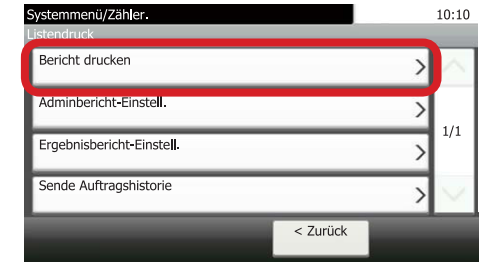 Systemmenü/Zähler.
10:10
Listendruck
Bericht drucken
Adminbericht-Einstell.
1/1
Ergebnisbericht-Einstell.
Sende Auftragshistorie
< Zurück